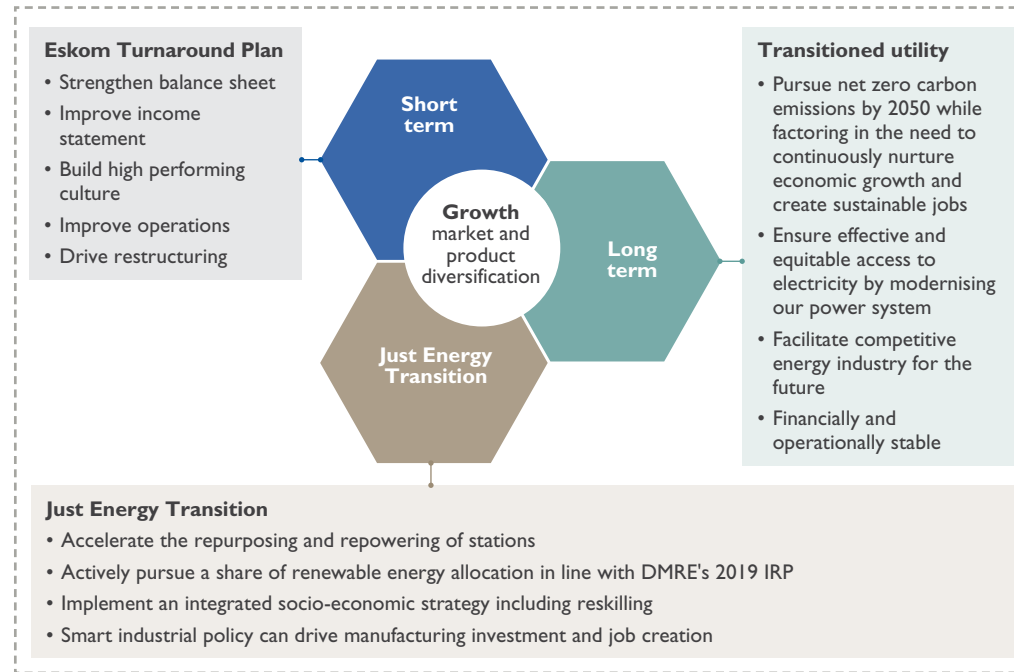 Eskom Turnaround Plan
• Strengthen balance sheet
• Improve income
statement
• Build high performing
culture
• Improve operations
• Drive restructuring
Short
term
Growth
market and
product
diversification
Long
term
Just Energy
Transition
Transitioned utility
• Pursue net zero carbon
emissions by 2050 while
factoring in the need to
continuously nurture
economic growth and
create sustainable jobs
• Ensure effective and
equitable access to
electricity by modernising
our power system
• Facilitate competitive
energy industry for the
future
• Financially and
operationally stable
Just Energy Transition
• Accelerate the repurposing and repowering of stations
• Actively pursue a share of renewable energy allocation in line with DMRE's 2019 IRP
• Implement an integrated socio-economic strategy including reskilling
• Smart industrial policy can drive manufacturing investment and job creation